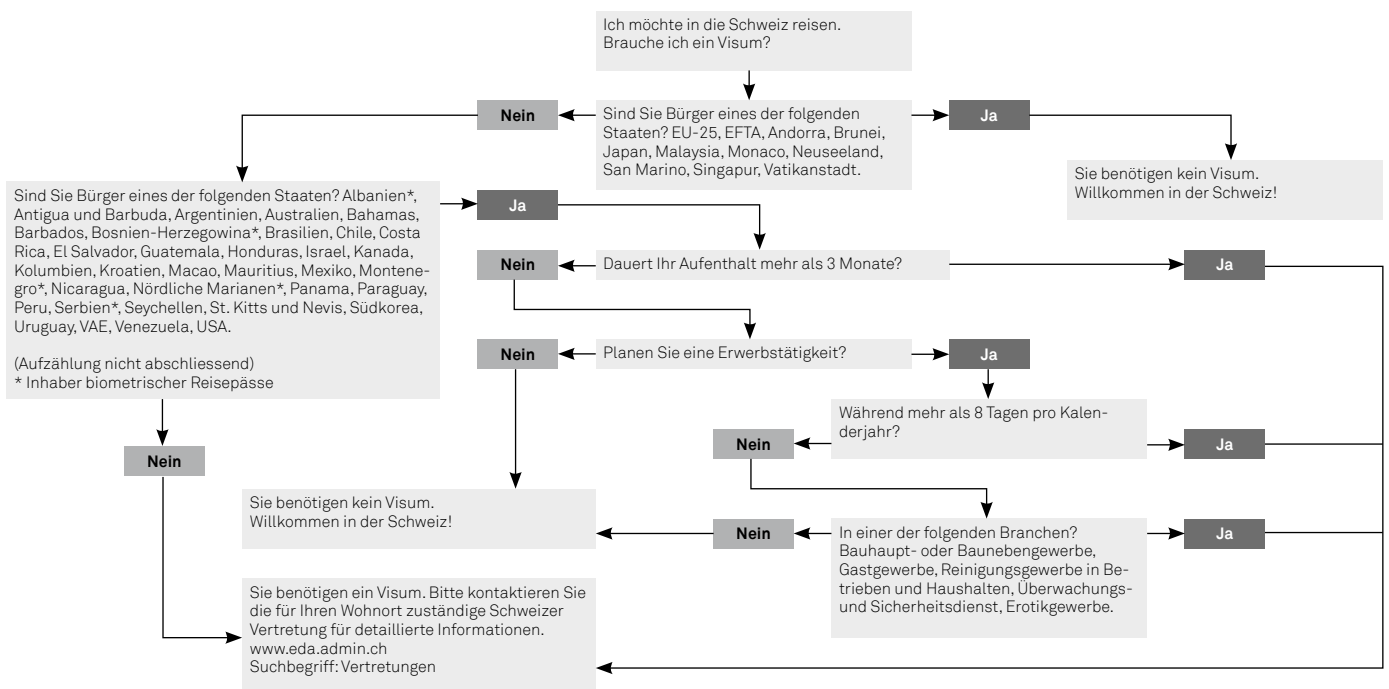 Ich möchte in die Schweiz reisen.
Brauche ich ein Visum?
Nein
Sind Sie Bürger eines der folgenden
Staaten? EU-25, EFTA, Andorra, Brunei,
Japan, Malaysia, Monaco, Neuseeland,
San Marino, Singapur, Vatikanstadt.
Ja
Sie benötigen kein Visum.
Willkommen in der Schweiz!
Sind Sie Bürger eines der folgenden Staaten? Albanien*,
Antigua und Barbuda, Argentinien, Australien, Bahamas,
Barbados, Bosnien-Herzegowina*, Brasilien, Chile, Costa
Rica, El Salvador, Guatemala, Honduras, Israel, Kanada,
Kolumbien, Kroatien, Macao, Mauritius, Mexiko, Montene-
gro*, Nicaragua, Nördliche Marianen*, Panama, Paraguay,
Peru, Serbien*, Seychellen, St. Kitts und Nevis, Südkorea,
Uruguay, VAE, Venezuela, USA.
(Aufzählung nicht abschliessend)
* Inhaber biometrischer Reisepässe
Ja
Nein
Dauert Ihr Aufenthalt mehr als 3 Monate?
Ja
Nein
Planen Sie eine Erwerbstätigkeit?
Ja
Während mehr als 8 Tagen pro Kalen-
derjahr?
Nein
Ja
Nein
Sie benötigen kein Visum.
Willkommen in der Schweiz!
Nein
In einer der folgenden Branchen?
Bauhaupt- oder Baunebengewerbe,
Gastgewerbe, Reinigungsgewerbe in Be-
trieben und Haushalten, Überwachungs-
und Sicherheitsdienst, Erotikgewerbe.
Ja
Sie benötigen ein Visum. Bitte kontaktieren Sie
die für Ihren Wohnort zuständige Schweizer
Vertretung für detaillierte Informationen.
www.eda.admin.ch
Suchbegriff: Vertretungen